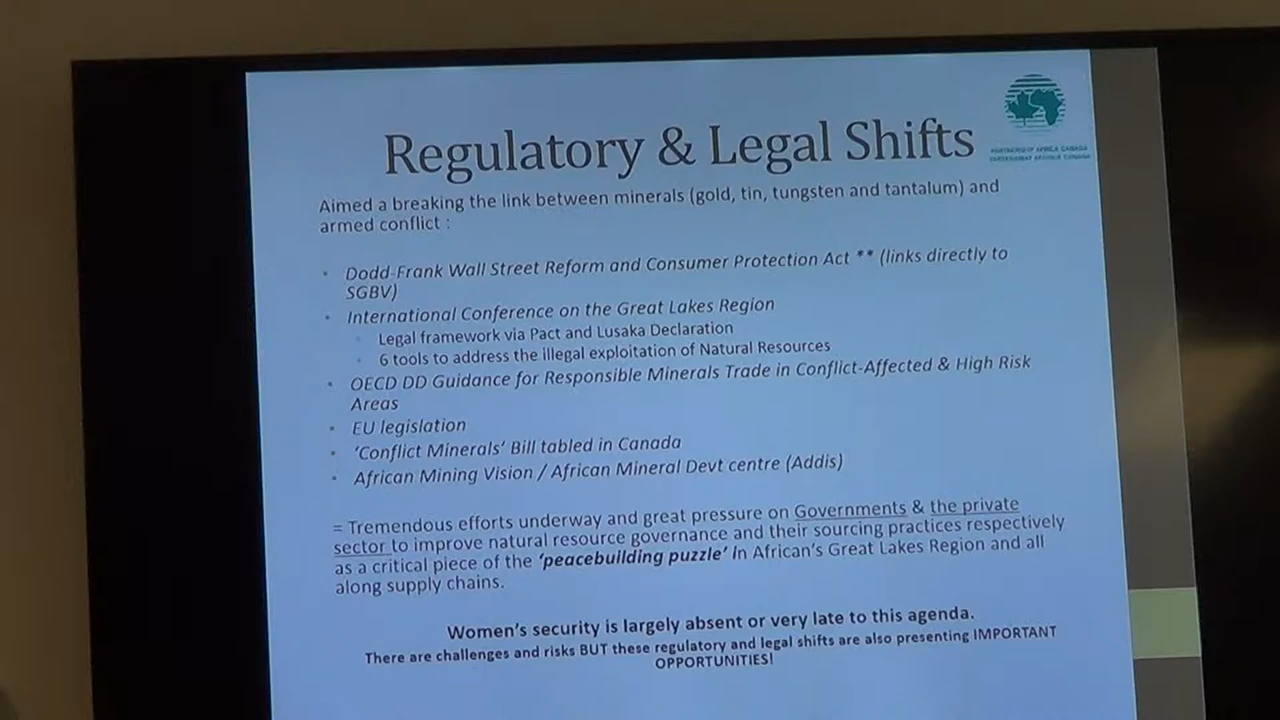 Regulatory & Legal Shifts
PARTNERSHIP AFRICA CANADA
PARTENARIAT AFRIQUE CANADA
Aimed a breaking the link between minerals (gold, tin, tungsten and tantalum) and
armed conflict :
• Dodd-Frank Wall Street Reform and Consumer Protection Act ** (links directly to
SGBV)
• International Conference on the Great Lakes Region
• Legal framework via Pact and Lusaka Declaration
• 6 tools to address the illegal exploitation of Natural Resources
• OECD DD Guidance for Responsible Minerals Trade in Conflict-Affected & High Risk
Areas
• EU legislation
• ‘Conflict Minerals’ Bill tabled in Canada
• African Mining Vision / African Mineral Devt centre (Addis)
= Tremendous efforts underway and great pressure on Governments & the private
sector to improve natural resource governance and their sourcing practices respectively
as a critical piece of the ‘peacebuilding puzzle’ in African’s Great Lakes Region and all
along supply chains.
Women’s security is largely absent or very late to this agenda.
There are challenges and risks BUT these regulatory and legal shifts are also presenting IMPORTANT
OPPORTUNITIES!